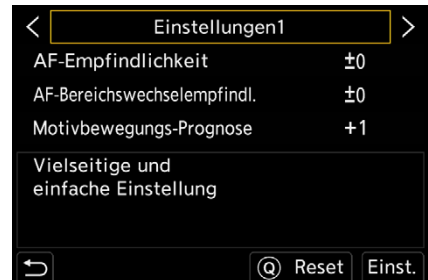 Einstellungen1
AF-Empfindlichkeit ±0
AF-Bereichswechselempfindl. ±0
Motivbewegungs-Prognose +1
Vielseitige und
einfache Einstellung
Q Reset Einst.